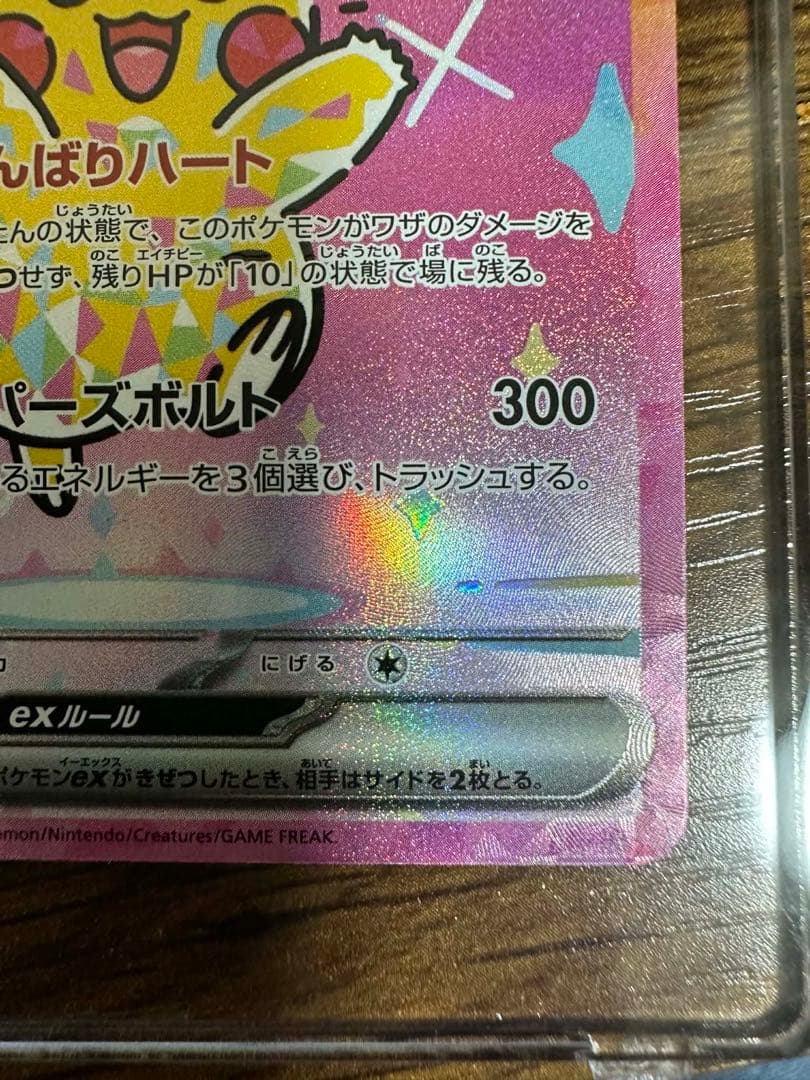 んばりハート
たんの状態で、このポケモンがワザのダメージを
つせず、残りHPが「10」の状態で場に残る。
パーズボルト 300
るエネルギーを3個選び、トラッシュする。
にげる
exルール
ポケモンexがきぜつしたとき、相手はサイドを2枚とる。
emon/Nintendo/Creatures/GAME FREAK.